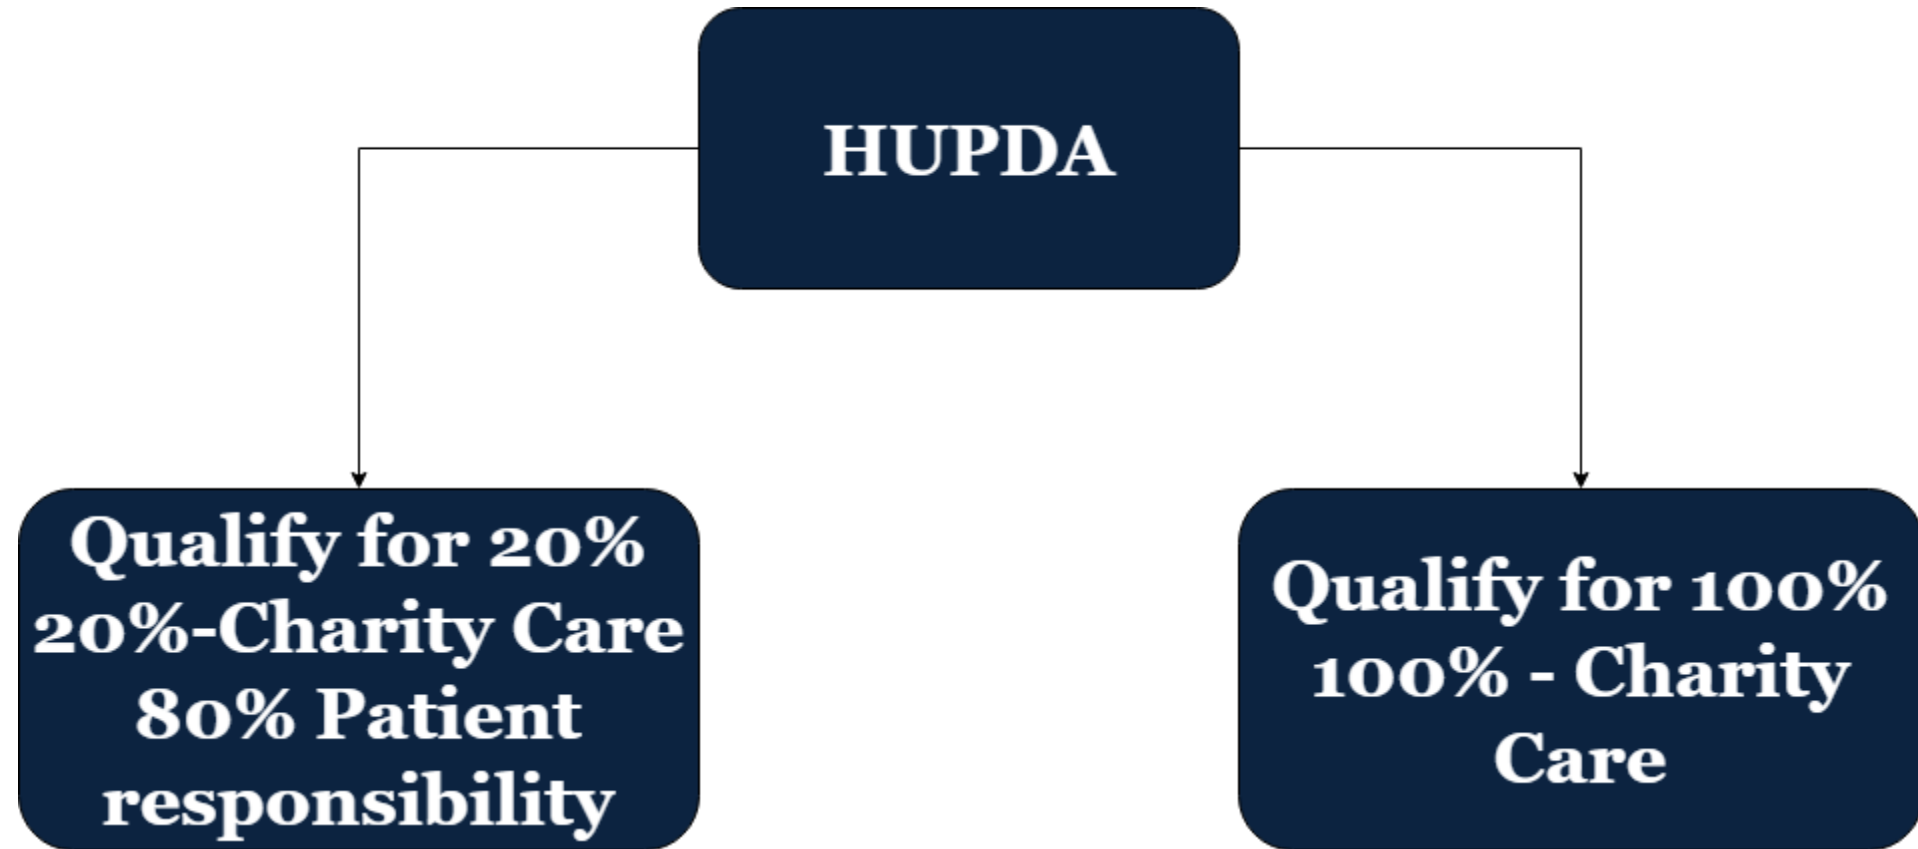 HUPDA
Qualify for 20%
20%-Charity Care
80% Patient
responsibility
Qualify for 100%
100% - Charity
Care